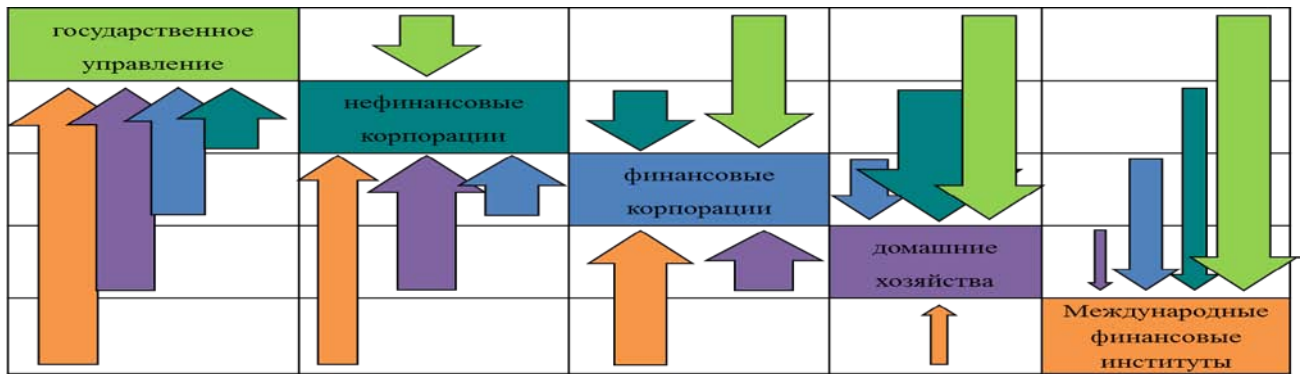 государственное
управление
нефинансовые
корпорации
финансовые
корпорации
домашние
хозяйства
Международные
финансовые
институты